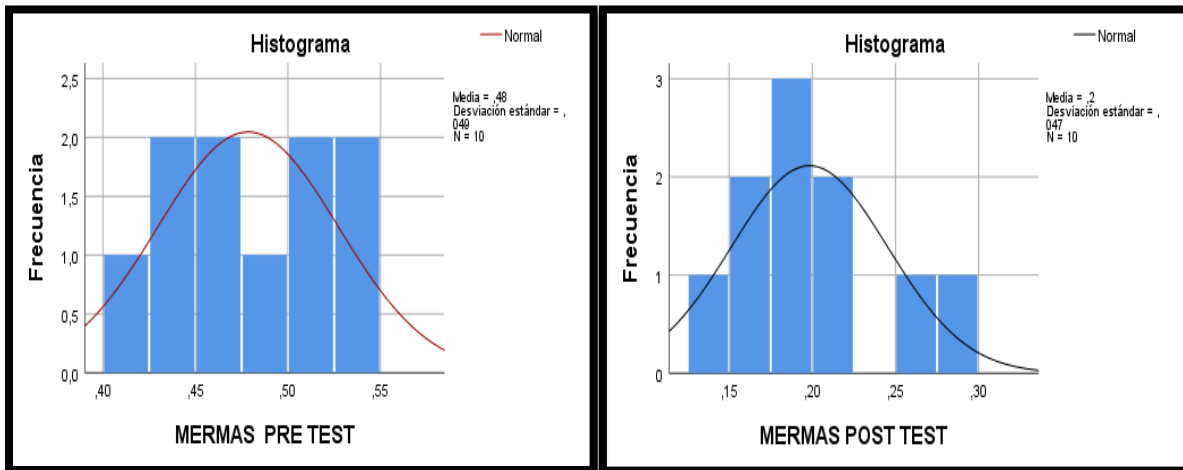 Histograma
Normal
2,5
2,0
1,5
1,0
0,5
0,0
Frecuencia
Media = ,48
Desviación estándar = ,
049
N = 10
,40 ,45 ,50 ,55
MERMAS PRE TEST
Histograma
Normal
3
2
1
0
Frecuencia
Media = ,2
Desviación estándar = ,
047
N = 10
,15 ,20 ,25 ,30
MERMAS POST TEST